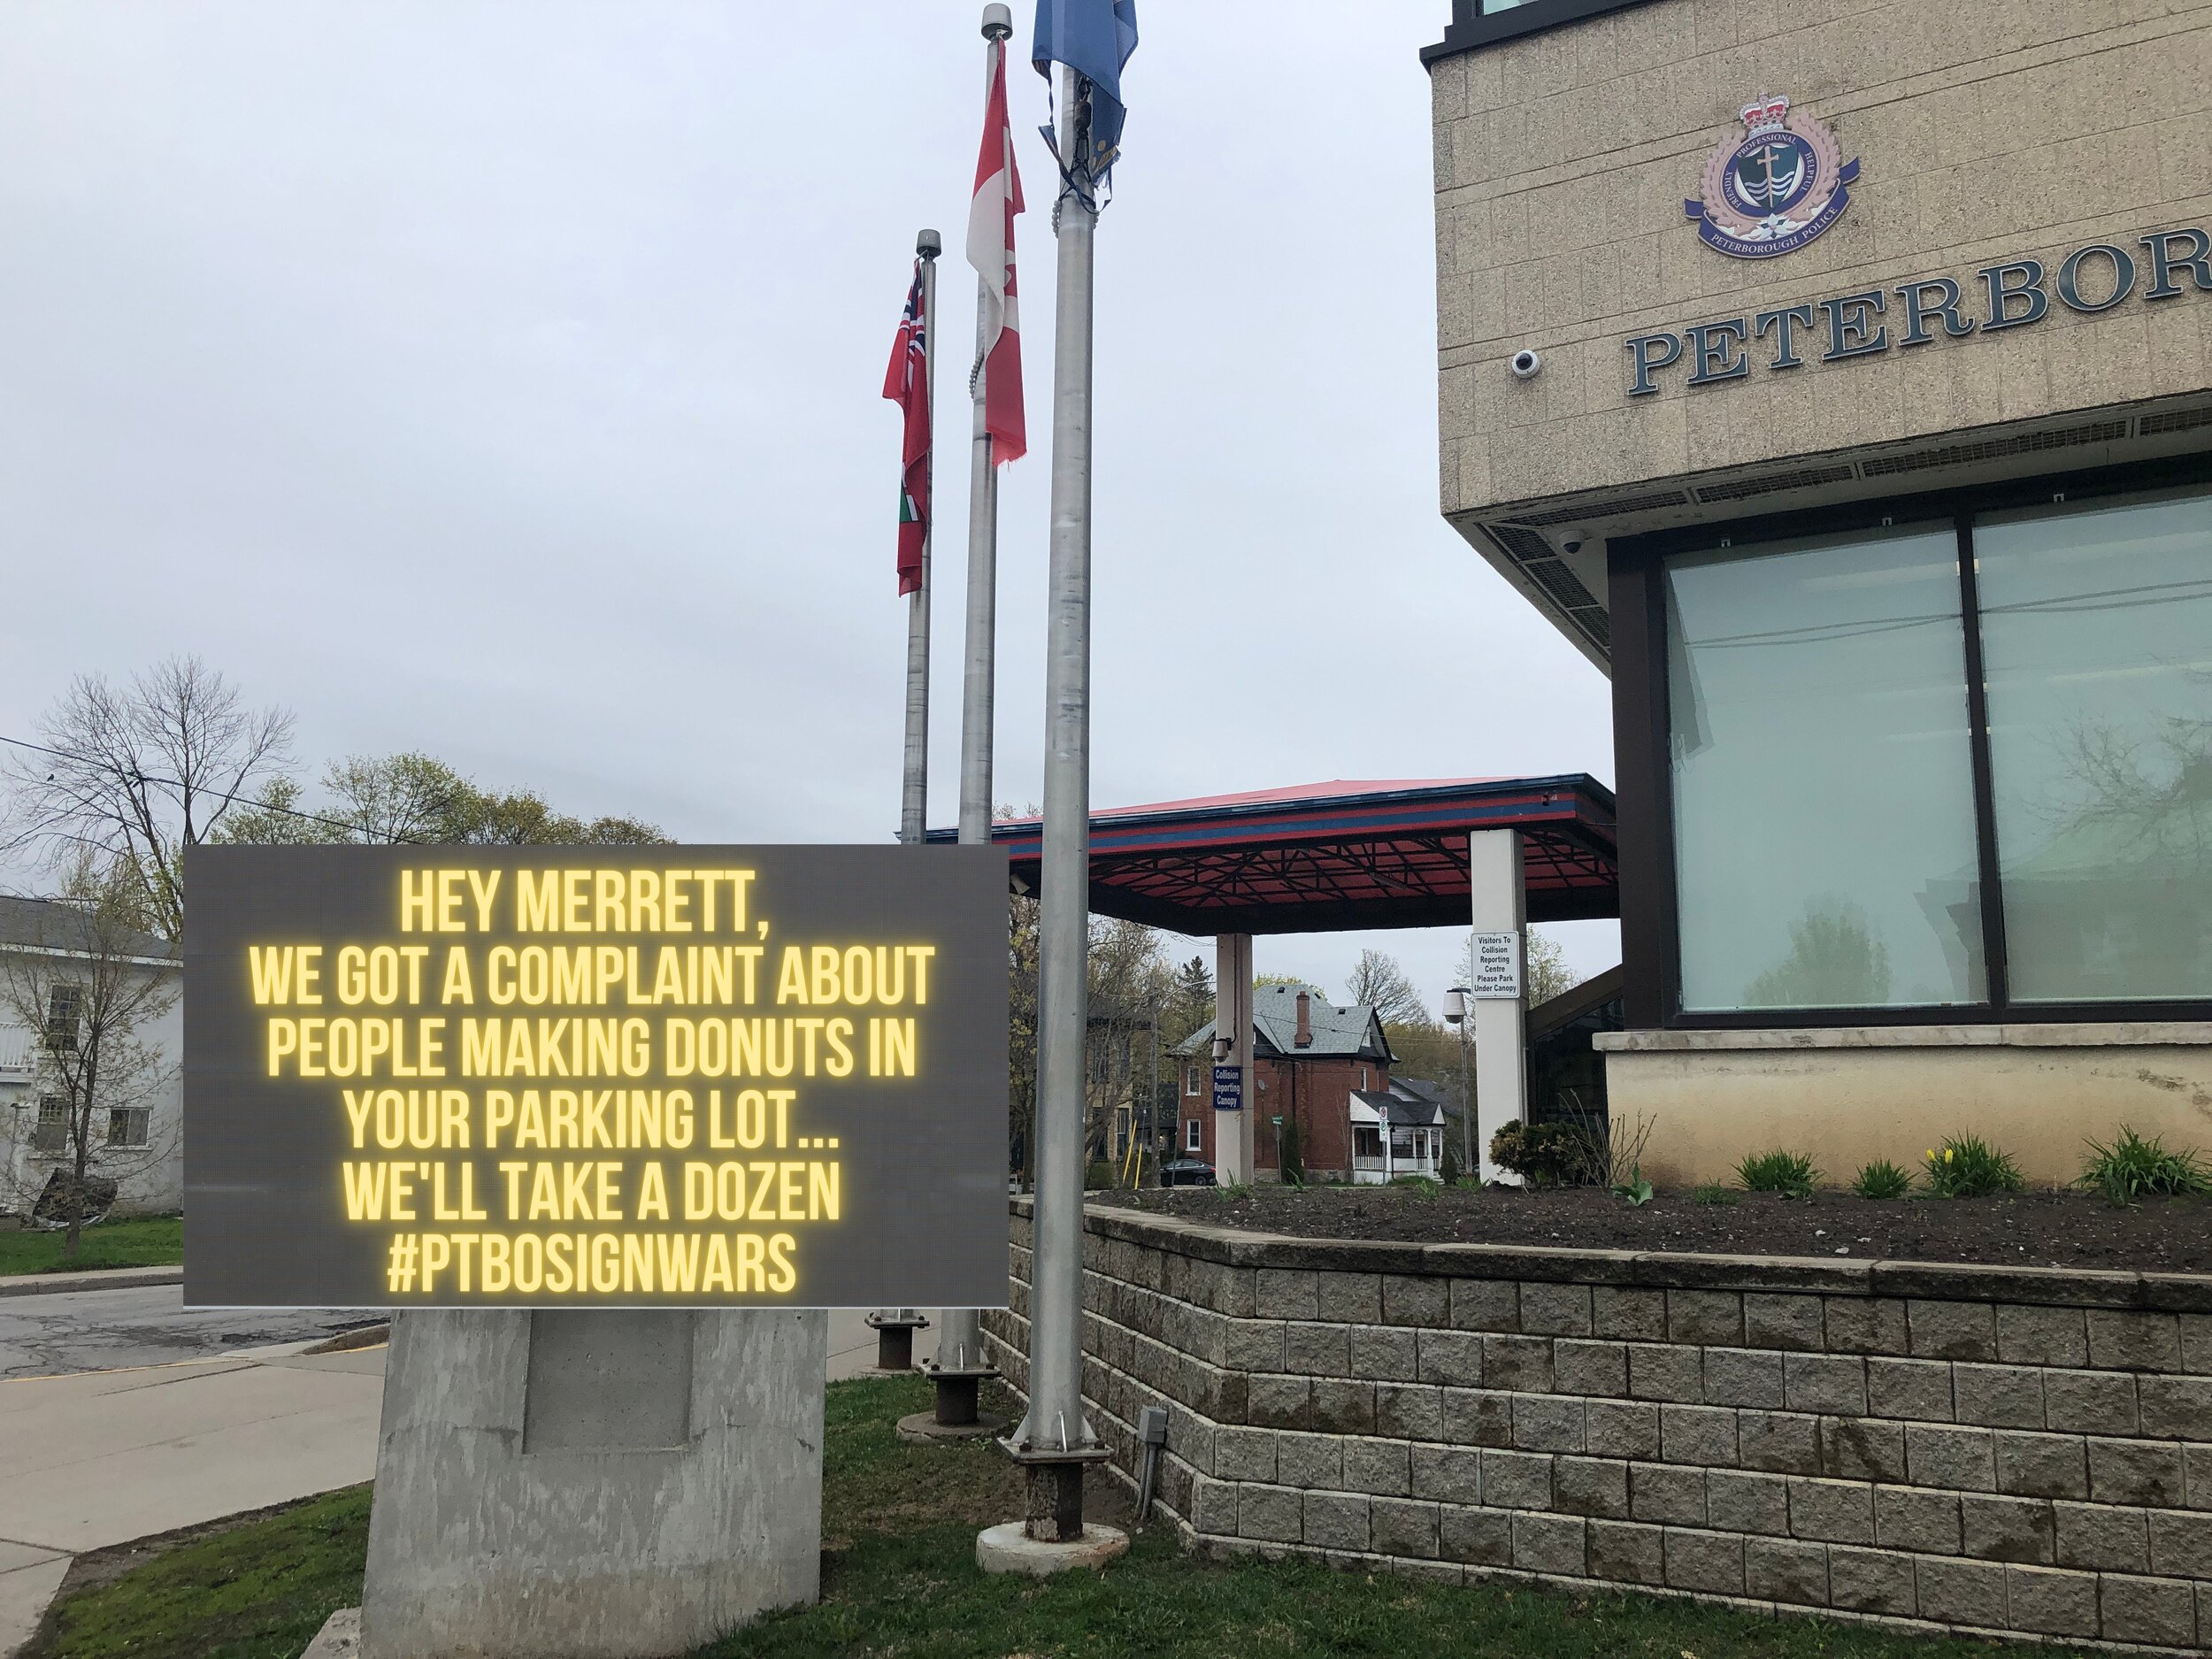 PROFESSIONAL
FRIENDLY
HELPFUL
PETERBOROUGH POLICE
PETERBOR
HEY MERRETT,
WE GOT A COMPLAINT ABOUT
PEOPLE MAKING DONUTS IN
YOUR PARKING LOT...
WE'LL TAKE A DOZEN
#PTBOSIGNWARS
Visitors To
Collision
Reporting
Centre
Please Park
Under Canopy
Collision
Reporting
Canopy